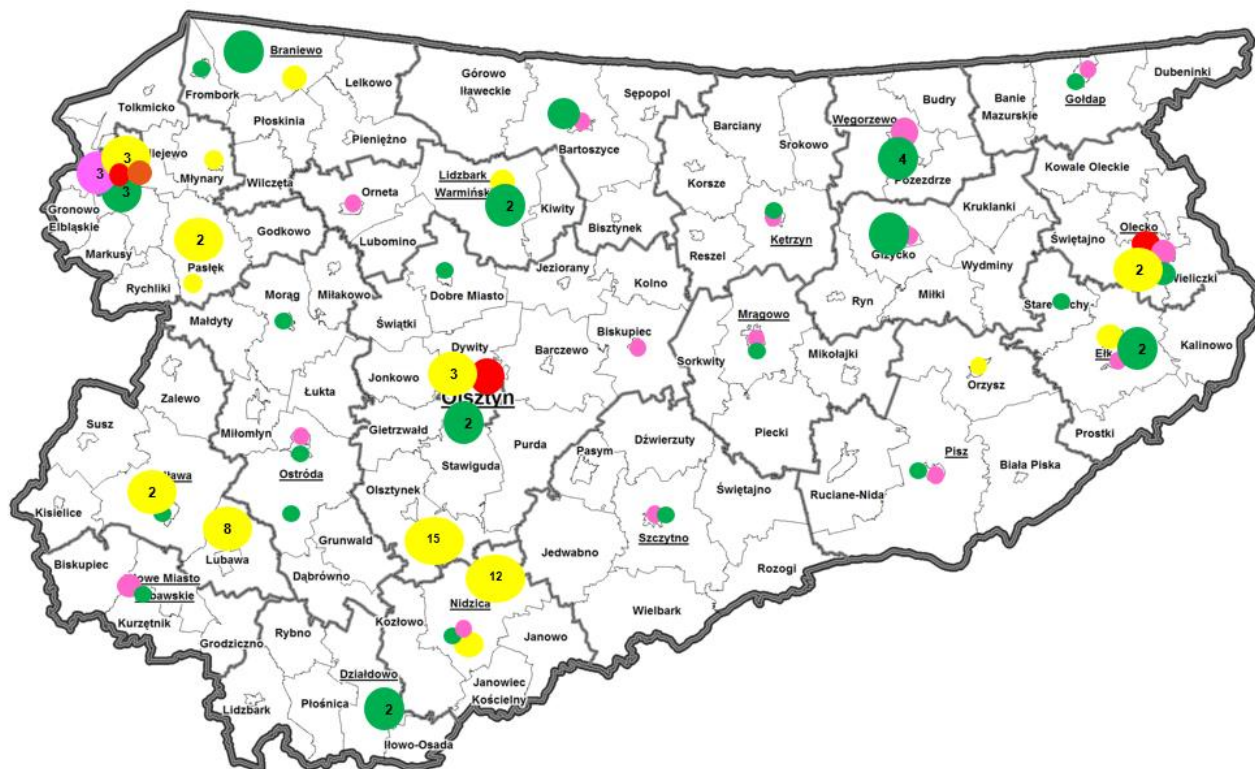 Braniewo
Lelkowo
Frombork
Tolkmicko
Płoskinia
Pieniężno
Górowo
Iławeckie
Sępopol
Bartoszyce
Barciany
Srokowo
Węgorzewo
Budry
Banie
Mazurskie
Gołdap
Dubeninki
3
Młynary
Wilczęta
Orneta
Lidzbark
Warmińsk
Kiwity
2
Bisztynek
Korsze
Kętrzyn
Reszel
4
Pozezdrze
Kruklanki
Kowale Oleckie
Olecko
Świętajno
2
Wieliczki
3
3
Gronowo
Elbląskie
Markusy
2
Pasłęk
Godkowo
Lubomino
Rychliki
Morąg
Miłakowo
Dobre Miasto
Jeziorany
Kolno
Giżycko
Wydminy
Ryn
Miłki
Stare
Małdyty
Świątki
Dywity
Barczewo
Biskupiec
Mrągowo
Sorkwity
Mikołajki
Orzysz
Ełk
2
Kalinowo
Zalewo
Łukta
Jonkowo
3
Olsztyn
Susz
Miłomłyn
Gietrzwałd
2
Purda
Stawiguda
Pasym
Dźwierzuty
Piecki
Prostki
Ostróda
Olsztynek
Świętajno
Ruciane-Nida
Pisz
Biała Piska
Kisielice
2
8
Lubawa
Grunwald
Dąbrówno
15
12
Jedwabno
Szczytno
Rozogi
Biskupiec
Kurzętnik
Grodziczno
Rybno
Kozłowo
Nidzica
Janowo
Wielbark
Lidzbark
Płośnica
Działdowo
2
Iłowo-Osada
Janowiec
Kościelny